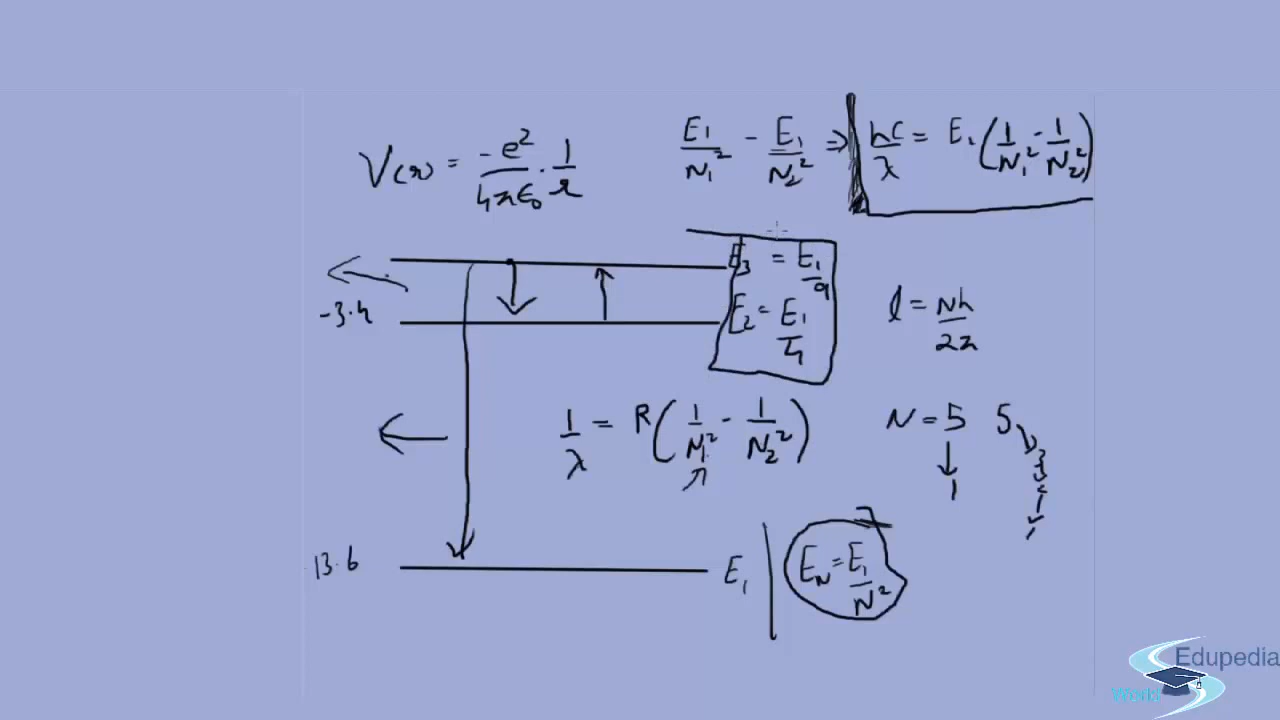 V(r) = -e²/4πε₀ · 1/r
E1/N₁² - E1/N₂² ⇒ hc/λ = E₁ (1/N₁² - 1/N₂²)
E3 = E1/9
-3.4
E2 = E1/4
l = Nh/2π
1/λ = R(1/N₁² - 1/N₂²)
N = 5 5
1
13.6
E₁
E_N = E₁/N²
Edupedia
World